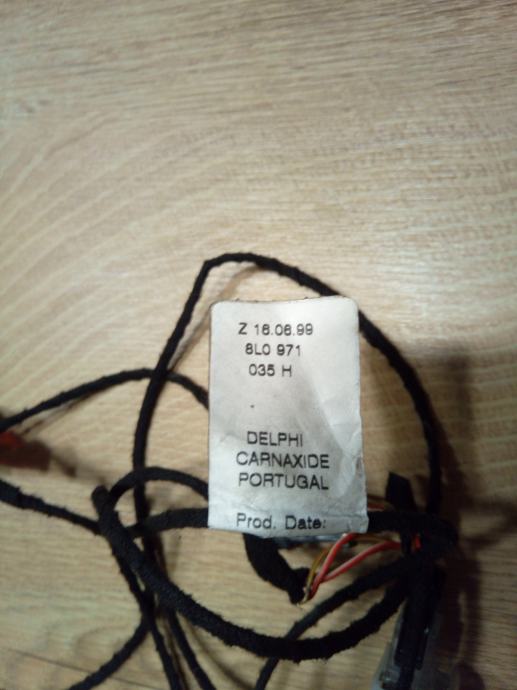 Z 16.06.99
8L0 971
035 H
DELPHI
CARNAXIDE
PORTUGAL
Prod. Date: